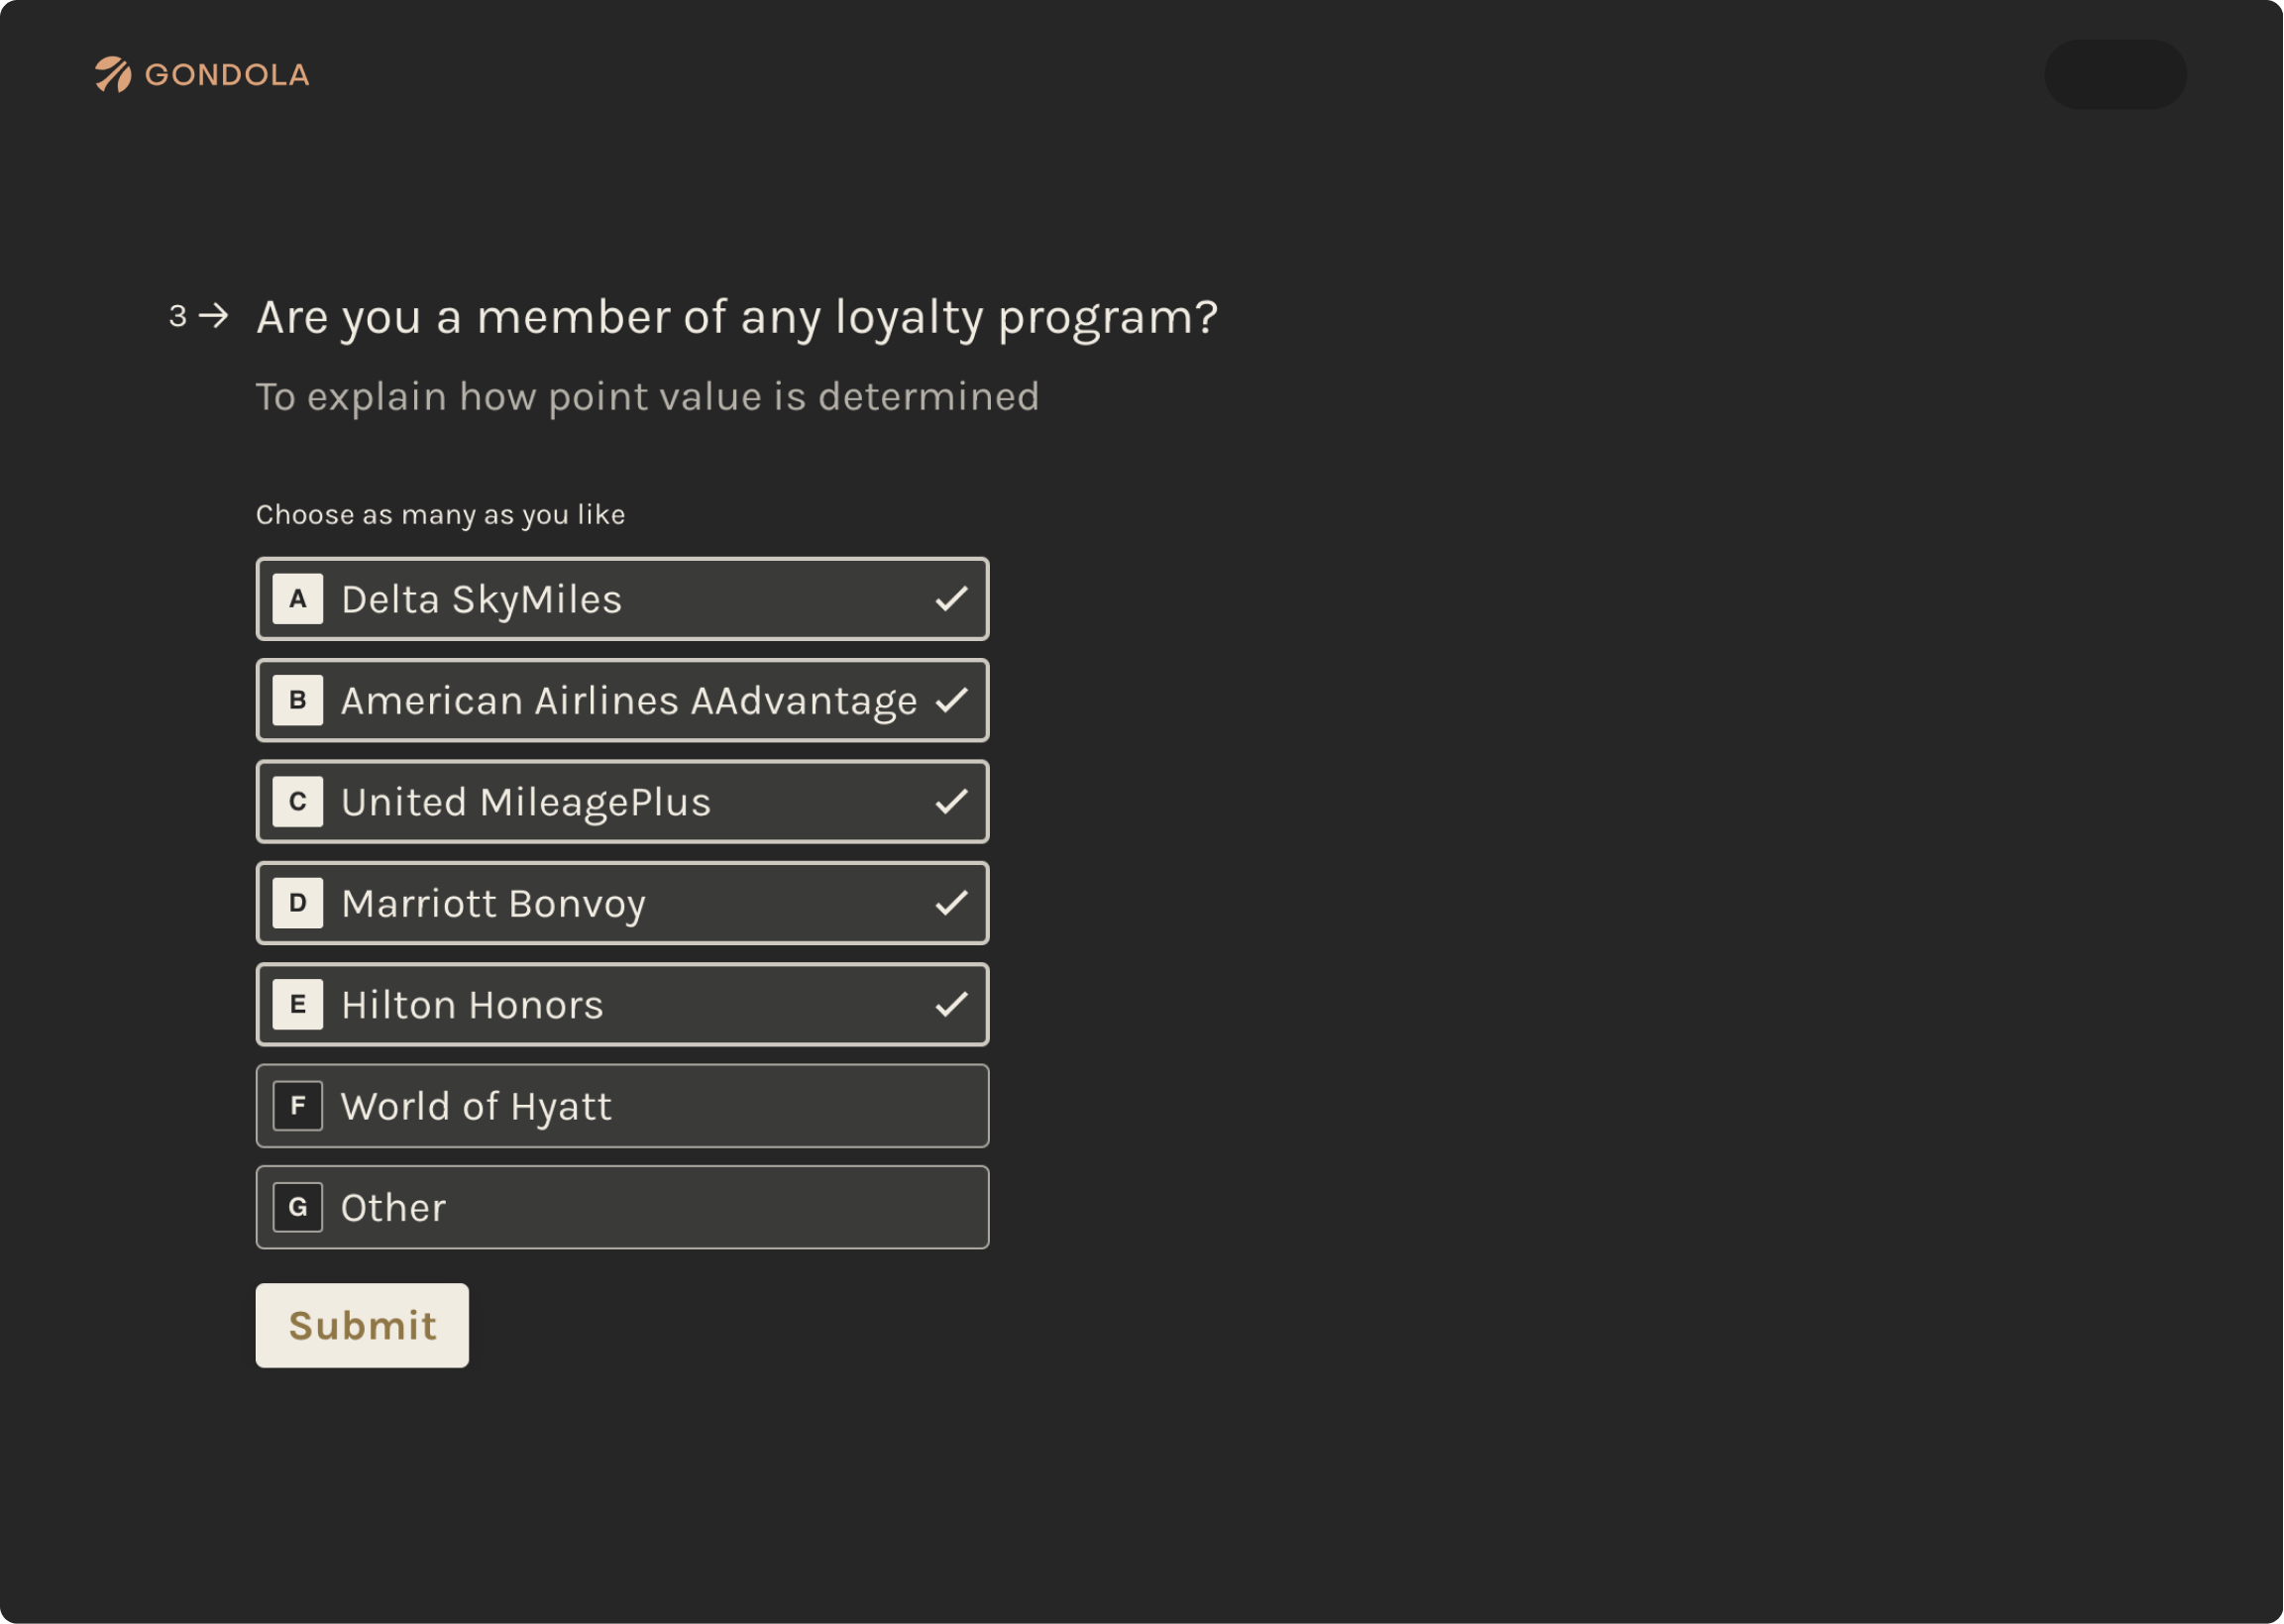 GONDOLA
3 → Are you a member of any loyalty program?
To explain how point value is determined
Choose as many as you like
A Delta SkyMiles
B American Airlines AAdvantage
C United MileagePlus
D Marriott Bonvoy
E Hilton Honors
F World of Hyatt
G Other
Submit